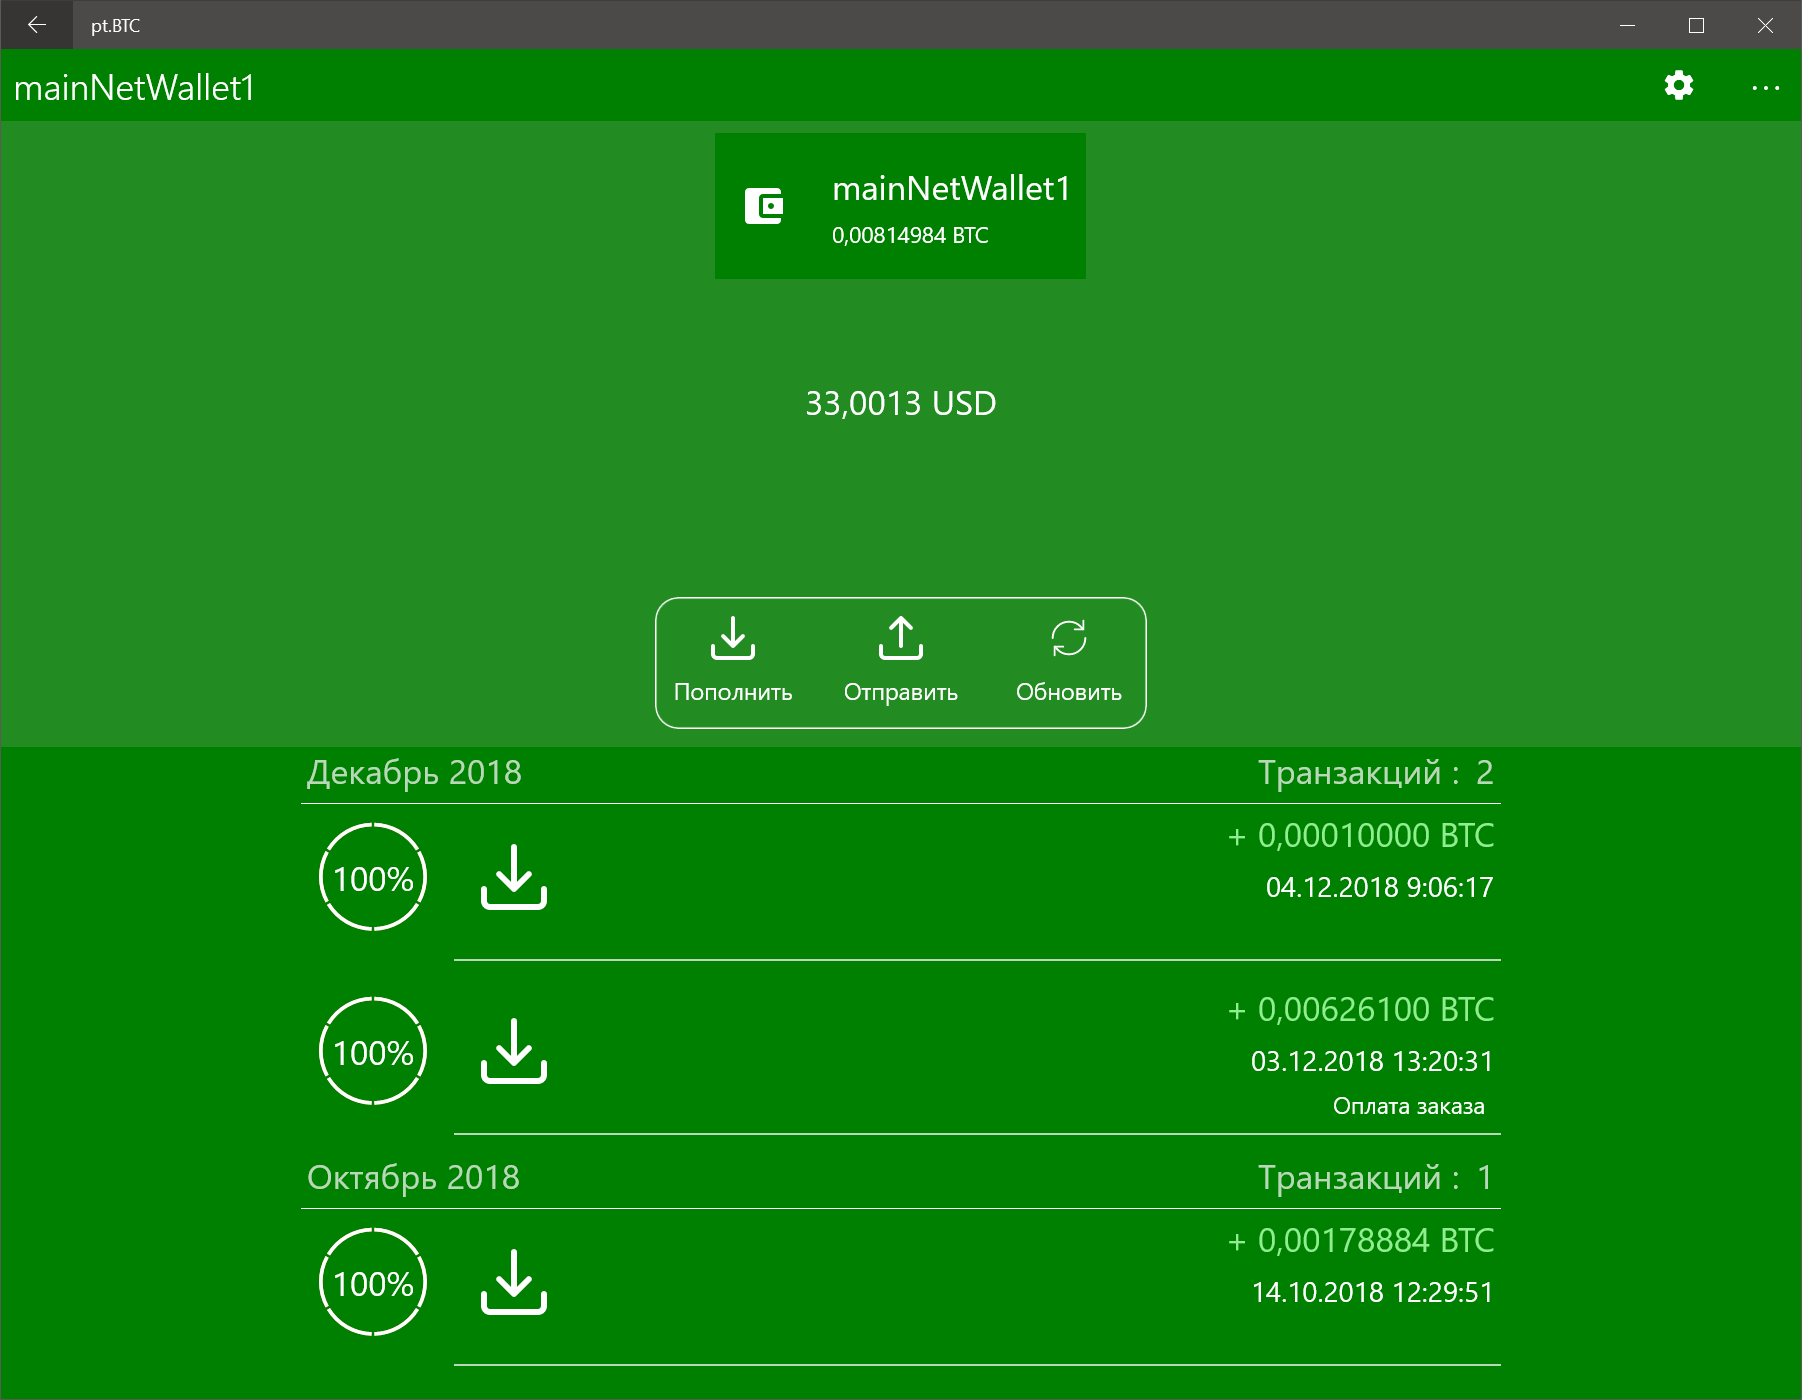 pt.BTC
mainNetWallet1
mainNetWallet1
0,00814984 BTC
33,0013 USD
Пополнить Отправить Обновить
Декабрь 2018 Транзакций : 2
+ 0,00010000 BTC
100%
04.12.2018 9:06:17
+ 0,00626100 BTC
100%
03.12.2018 13:20:31
Оплата заказа
Октябрь 2018 Транзакций : 1
+ 0,00178884 BTC
100%
14.10.2018 12:29:51